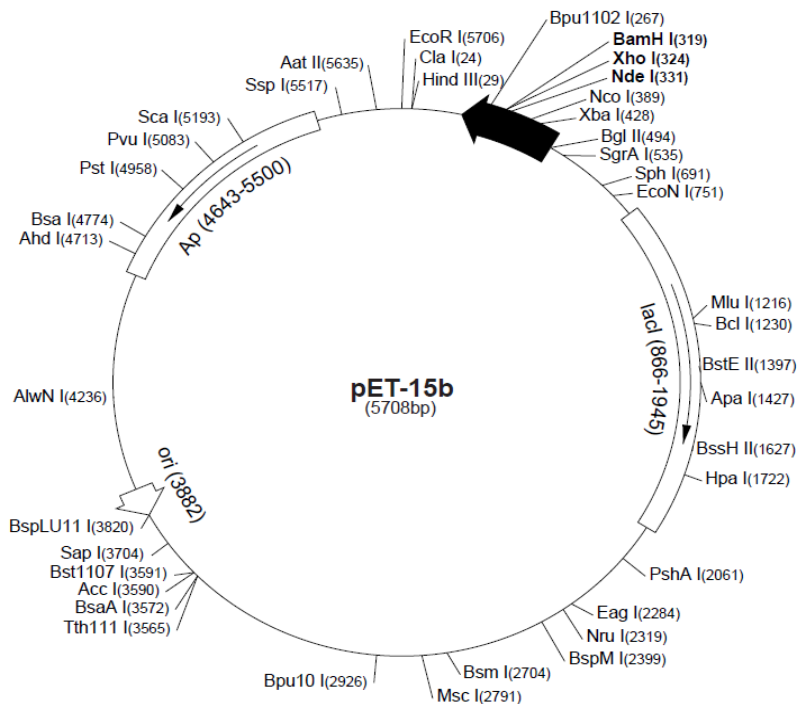 EcoR I(5706)
Cla I(24)
Hind III(29)
Bpu1102 I(267)
BamH I(319)
Xho I(324)
Nde I(331)
Nco I(389)
Xba I(428)
Bgl II(494)
SgrA I(535)
Sph I(691)
EcoN I(751)
lacI (866-1945)
Mlu I(1216)
Bcl I(1230)
BstE II(1397)
Apa I(1427)
BssH II(1627)
Hpa I(1722)
PshA I(2061)
Eag I(2284)
Nru I(2319)
BspM I(2399)
Bsm I(2704)
Msc I(2791)
Bpu10 I(2926)
Tth111 I(3565)
BsaA I(3572)
Acc I(3590)
Bst1107 I(3591)
Sap I(3704)
BspLU11 I(3820)
ori (3882)
AlwN I(4236)
Ahd I(4713)
Bsa I(4774)
Pst I(4958)
Pvu I(5083)
Sca I(5193)
Ap (4643-5500)
Ssp I(5517)
Aat II(5635)
pET-15b
(5708bp)